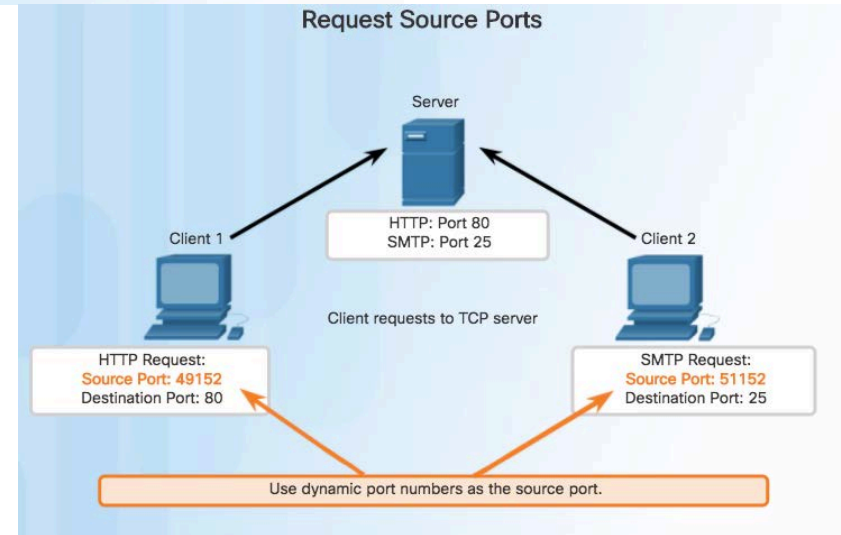 Request Source Ports
Server
HTTP: Port 80
SMTP: Port 25
Client 1
Client 2
Client requests to TCP server
HTTP Request:
Source Port: 49152
Destination Port: 80
SMTP Request:
Source Port: 51152
Destination Port: 25
Use dynamic port numbers as the source port.